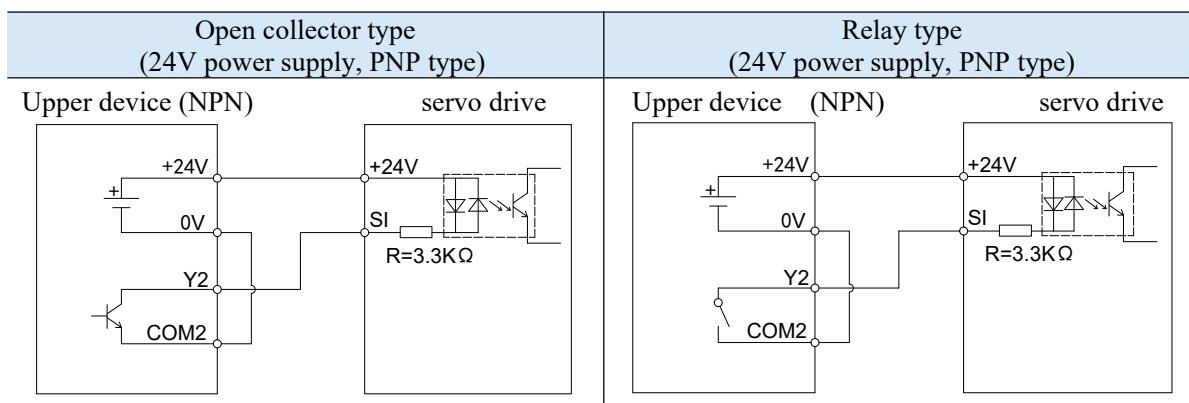 Open collector type
(24V power supply, PNP type)
Relay type
(24V power supply, PNP type)
Upper device (NPN)
servo drive
+24V
+24V
+
0V
SI
R=3.3KΩ
Y2
COM2
Upper device (NPN)
servo drive
+24V
+24V
+
0V
SI
R=3.3KΩ
Y2
COM2